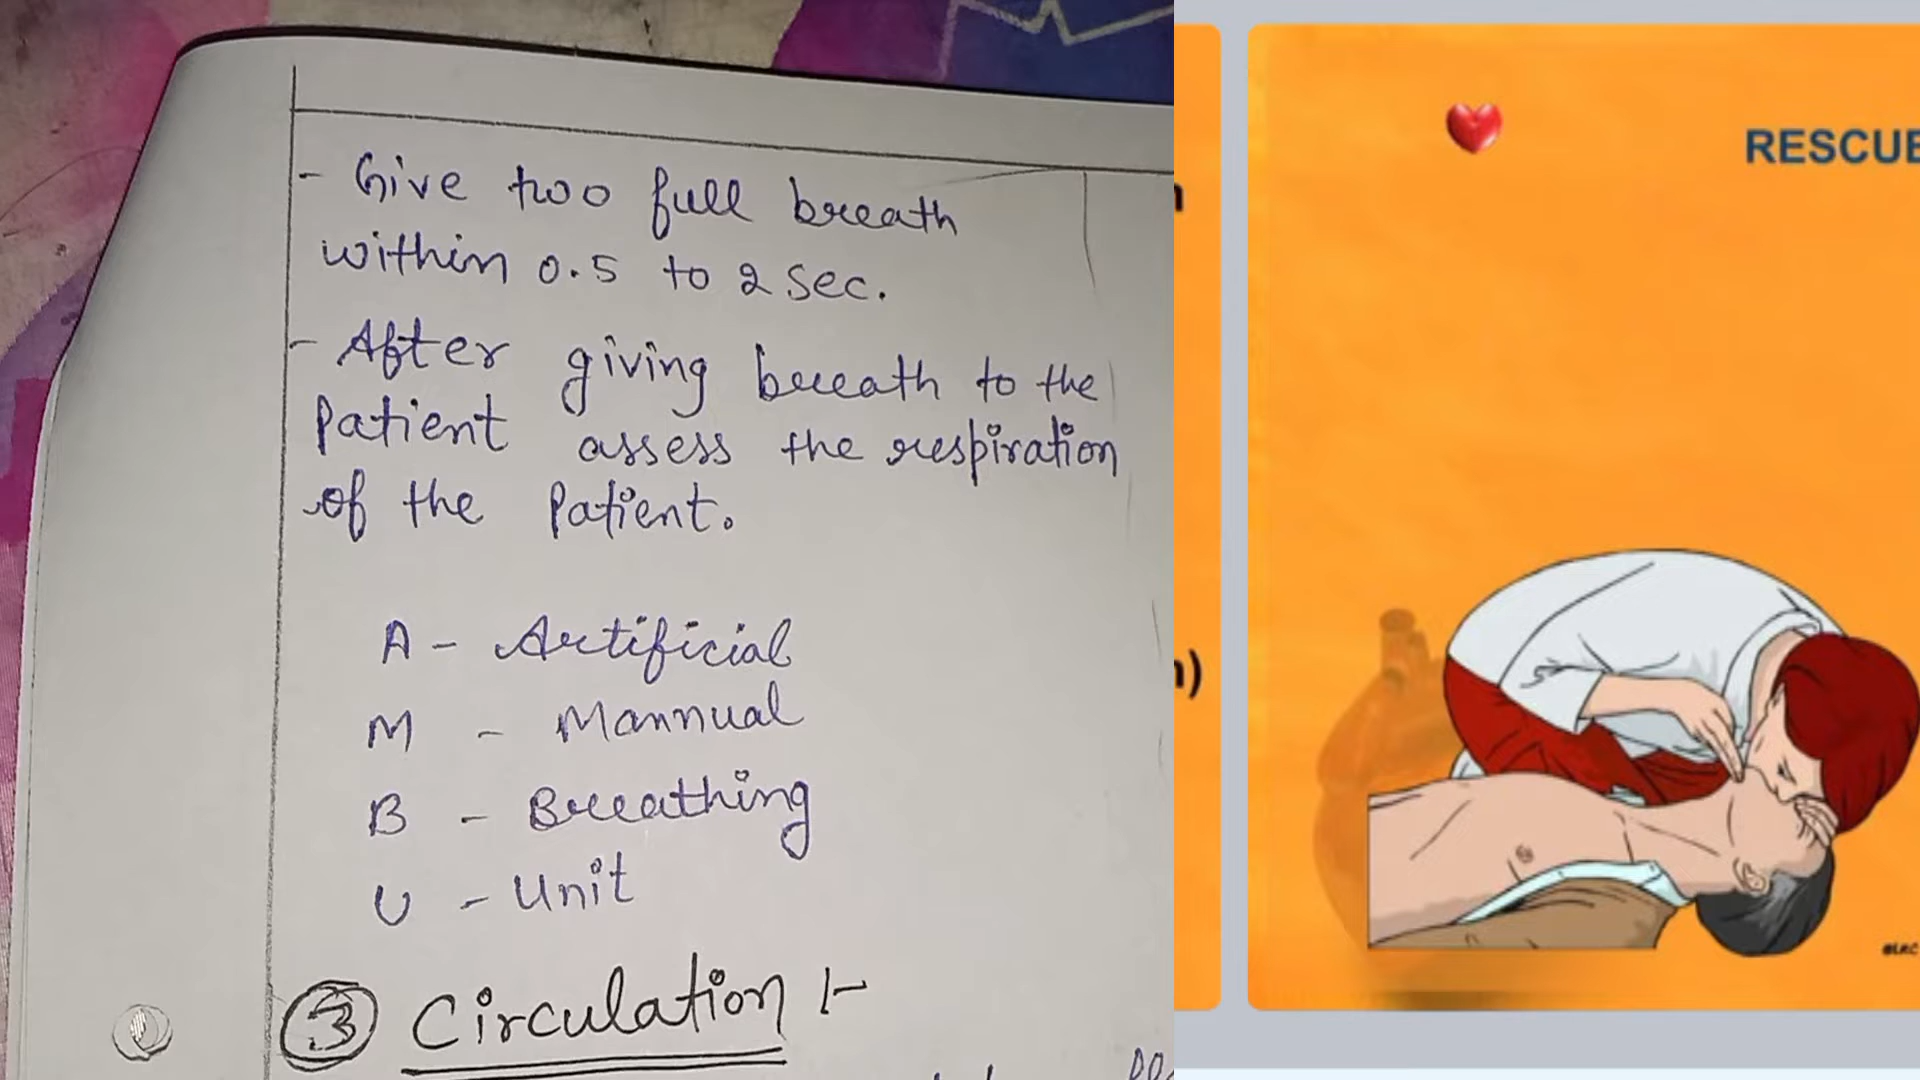 - Give two full breath
within 0.5 to 2 sec.
- After giving breath to the
patient assess the respiration
of the patient.
A - Artificial
M - Mannual
B - Breathing
U - Unit
③ Circulation :-
RESCUE